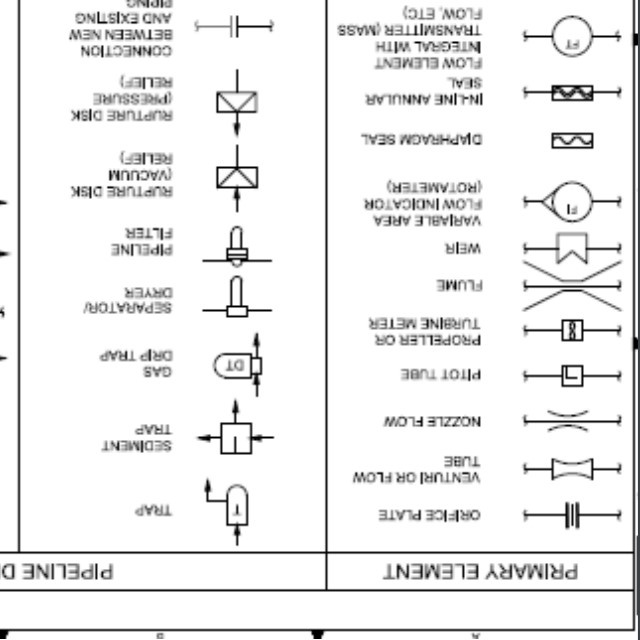 PRIMARY ELEMENT
ORIFICE PLATE
VENTURI OR FLOW
TUBE
NOZZLE FLOW
PITOT TUBE
PROPELLER OR
TURBINE METER
FLUME
WEIR
FI
VARIABLE AREA
FLOW INDICATOR
(ROTAMETER)
DIAPHRAGM SEAL
IN-LINE ANNULAR
SEAL
FT
FLOW ELEMENT
INTEGRAL WITH
TRANSMITTER (MASS
FLOW, ETC)
PIPELINE D
T
TRAP
SEDIMENT
TRAP
DT
GAS
DRIP TRAP
SEPARATOR/
DRYER
PIPELINE
FILTER
RUPTURE DISK
(VACUUM
RELIEF)
RUPTURE DISK
(PRESSURE
RELIEF)
CONNECTION
BETWEEN NEW
AND EXISTING
PIPING